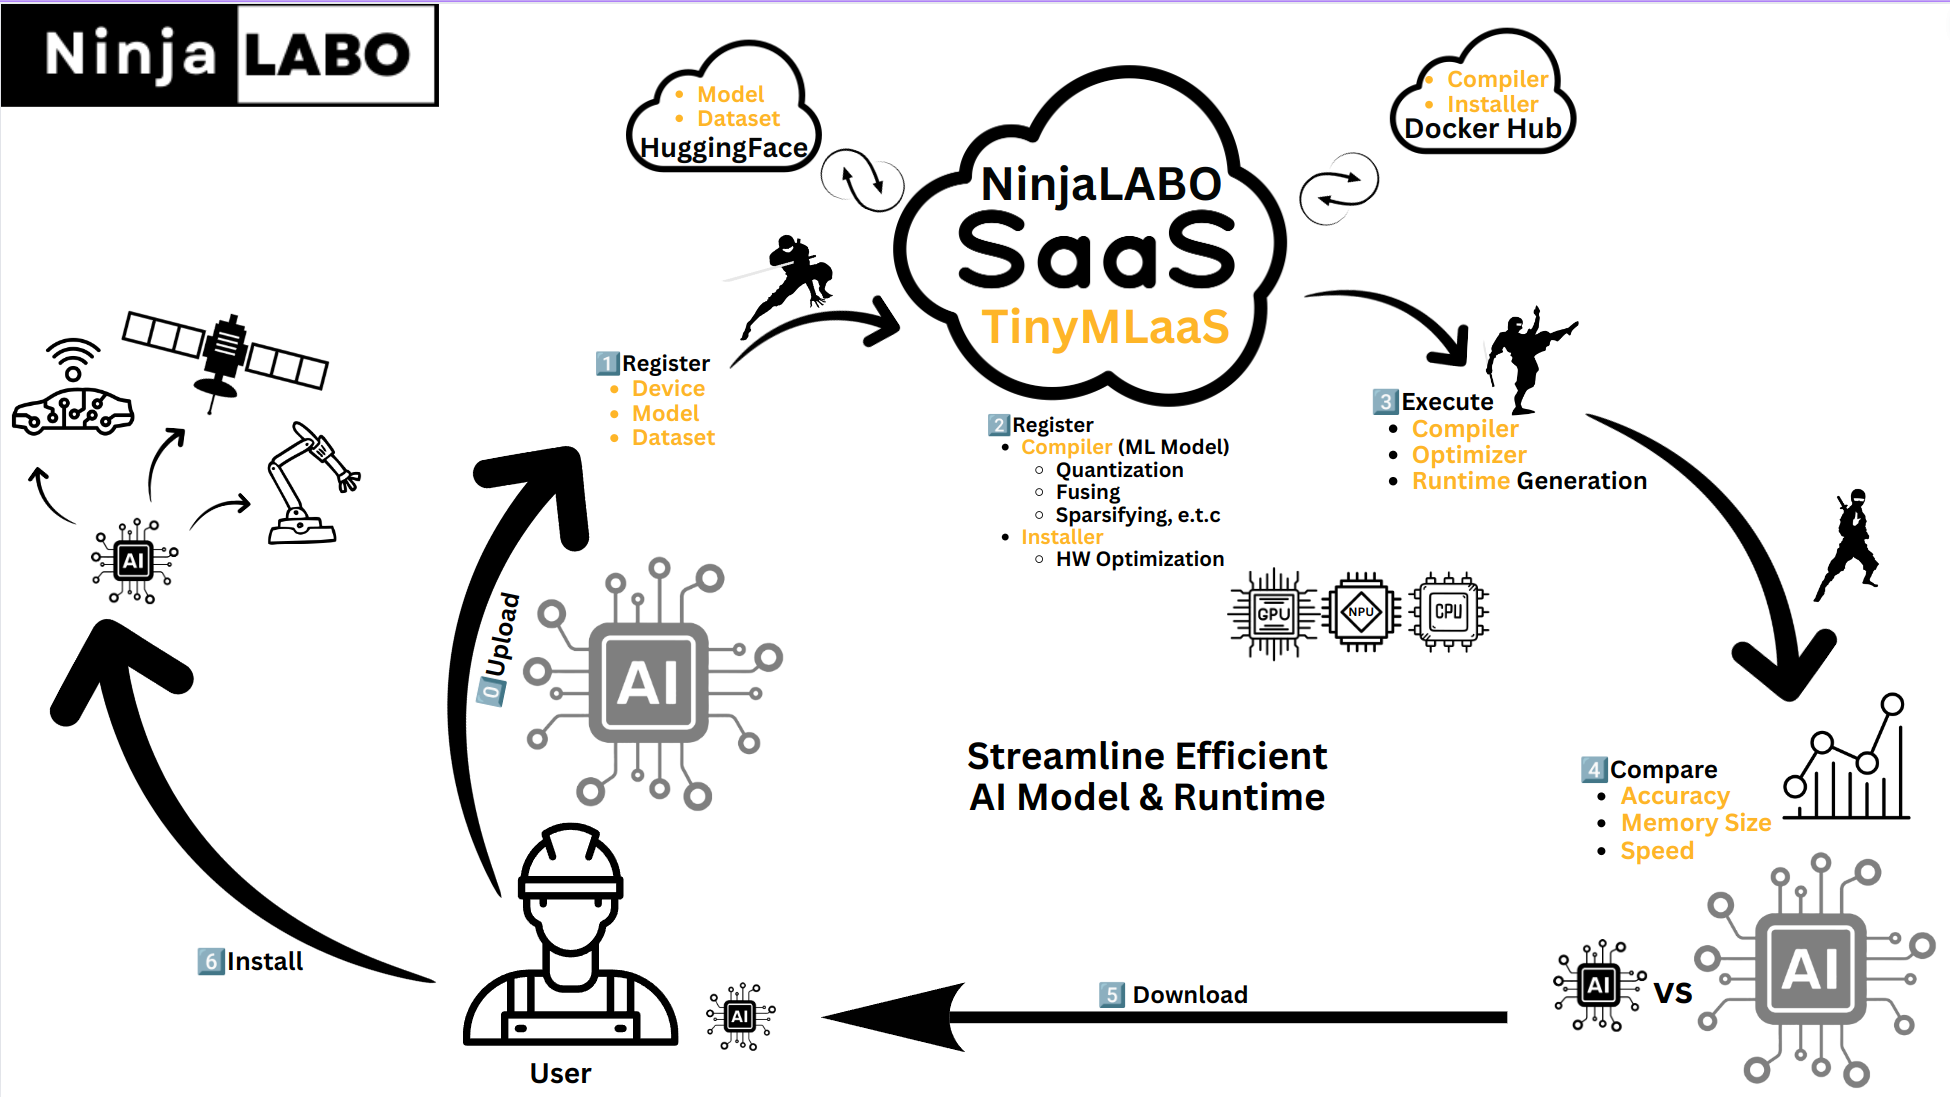 Ninja LABO
• Model
• Dataset
HuggingFace
• Compiler
• Installer
Docker Hub
NinjaLABO
SaaS
TinyMLaaS
1 Register
• Device
• Model
• Dataset
2 Register
• Compiler (ML Model)
○ Quantization
○ Fusing
○ Sparsifying, e.t.c
• Installer
○ HW Optimization
3 Execute
• Compiler
• Optimizer
• Runtime Generation
GPU
NPU
CPU
AI
0 Upload
AI
Streamline Efficient
AI Model & Runtime
4 Compare
• Accuracy
• Memory Size
• Speed
AI vs AI
5 Download
6 Install
AI
User